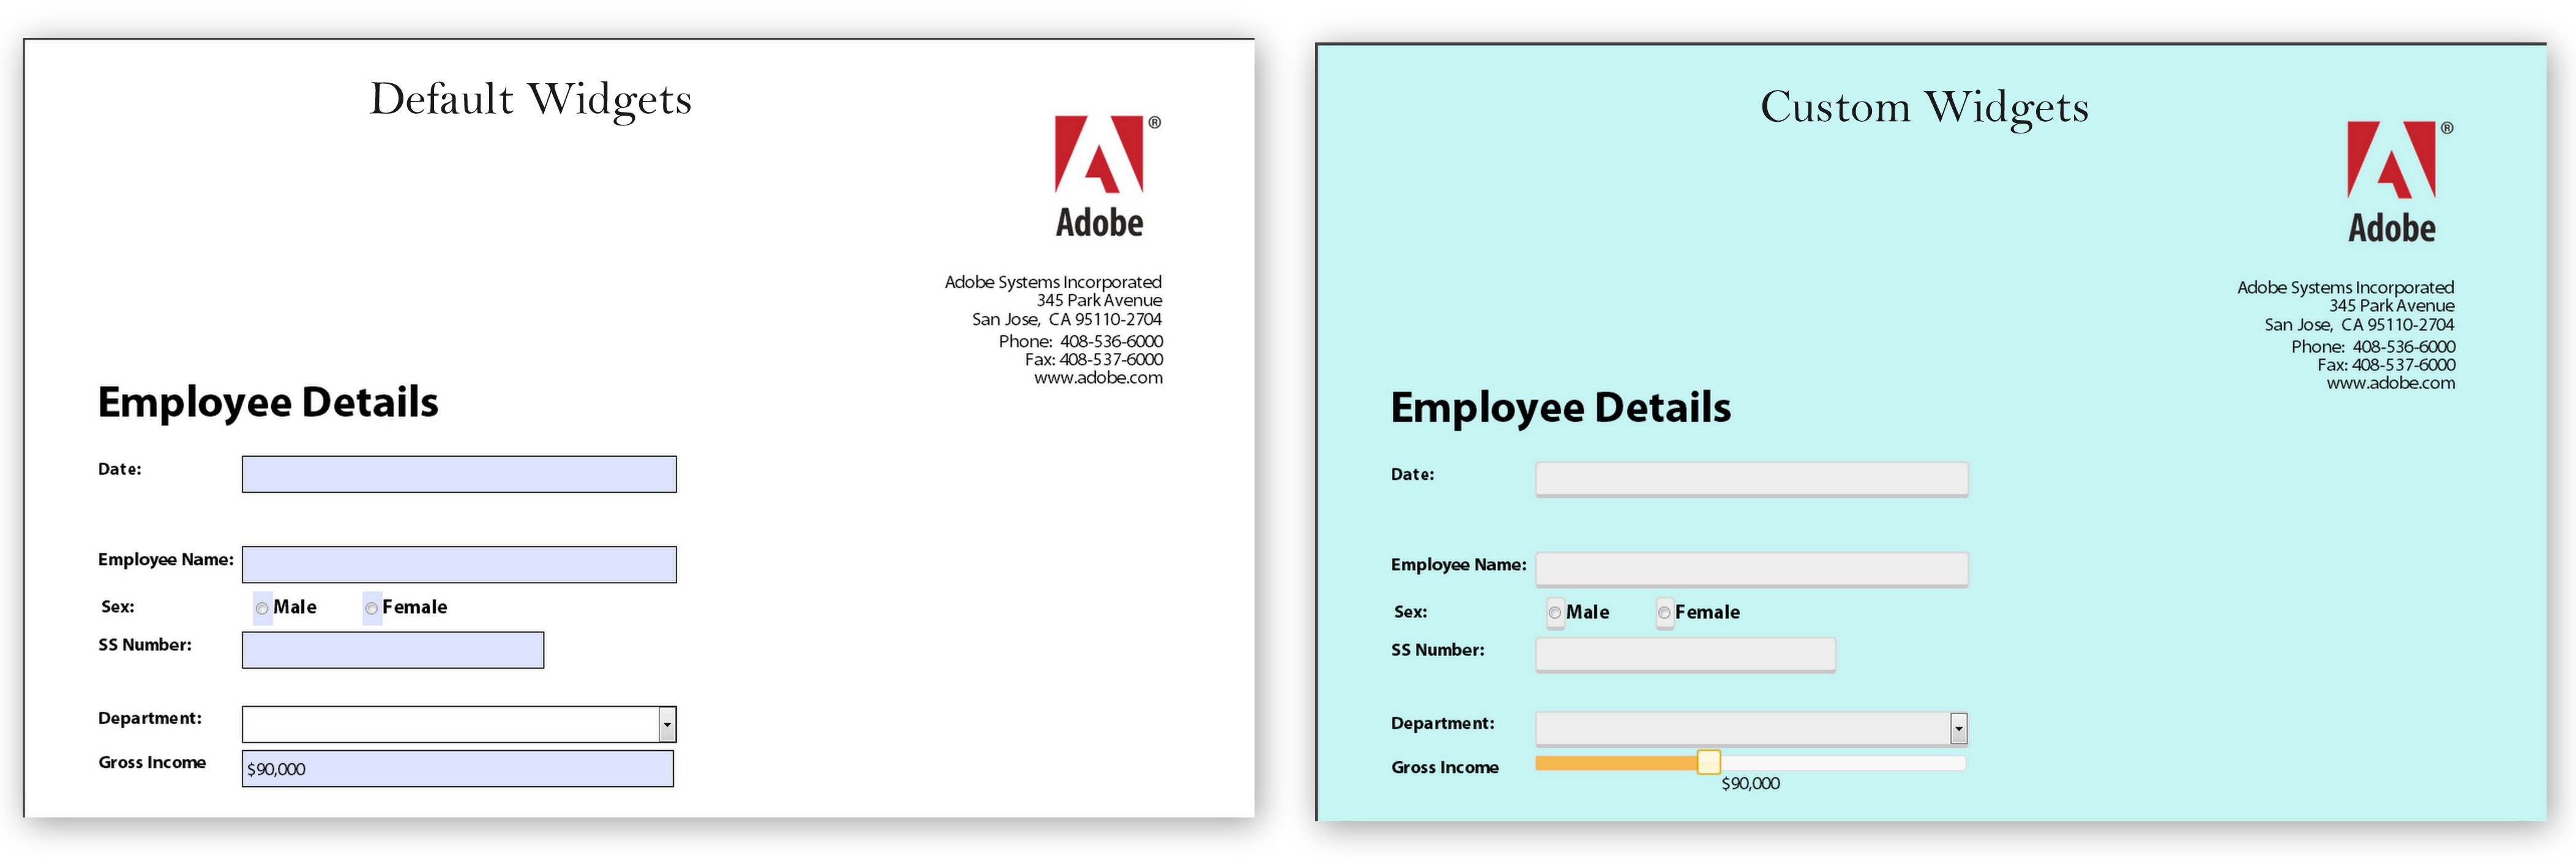 Default Widgets
®
Adobe
Adobe Systems Incorporated
345 Park Avenue
San Jose, CA 95110-2704
Phone: 408-536-6000
Fax: 408-537-6000
www.adobe.com
Employee Details
Date:
Employee Name:
Sex: Male Female
SS Number:
Department:
Gross Income $90,000
Custom Widgets
®
Adobe
Adobe Systems Incorporated
345 Park Avenue
San Jose, CA 95110-2704
Phone: 408-536-6000
Fax: 408-537-6000
www.adobe.com
Employee Details
Date:
Employee Name:
Sex: Male Female
SS Number:
Department:
Gross Income
$90,000